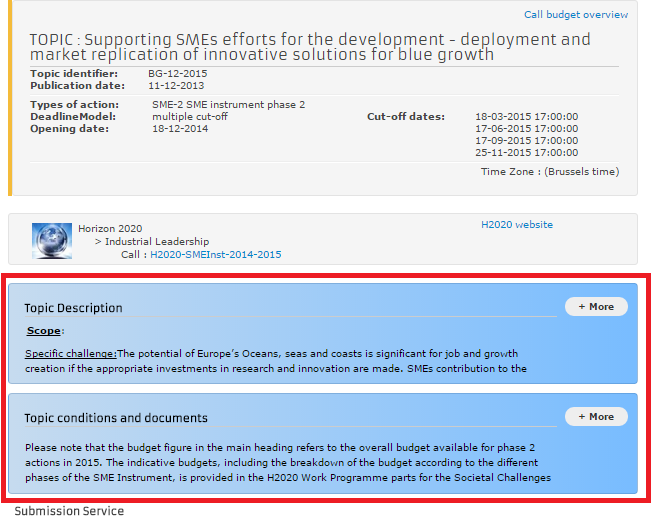 Call budget overview
TOPIC : Supporting SMEs efforts for the development - deployment and
market replication of innovative solutions for blue growth
Topic identifier: BG-12-2015
Publication date: 11-12-2013
Types of action: SME-2 SME instrument phase 2
DeadlineModel: multiple cut-off Cut-off dates: 18-03-2015 17:00:00
Opening date: 18-12-2014 17-06-2015 17:00:00
17-09-2015 17:00:00
25-11-2015 17:00:00
Time Zone : (Brussels time)
Horizon 2020 H2020 website
> Industrial Leadership
Call : H2020-SMEInst-2014-2015
Topic Description + More
Scope:
Specific challenge:The potential of Europe’s Oceans, seas and coasts is significant for job and growth
creation if the appropriate investments in research and innovation are made. SMEs contribution to the
Topic conditions and documents + More
Please note that the budget figure in the main heading refers to the overall budget available for phase 2
actions in 2015. The indicative budgets, including the breakdown of the budget according to the different
phases of the SME Instrument, is provided in the H2020 Work Programme parts for the Societal Challenges
Submission Service